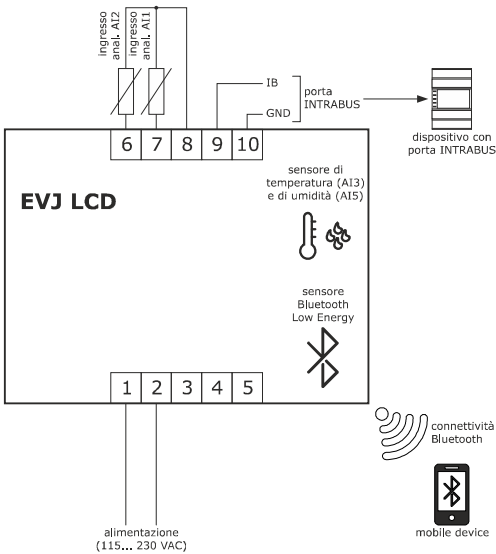 ingresso
anal. AI2
ingresso
anal. AI1
IB
GND
porta
INTRABUS
dispositivo con
porta INTRABUS
6 7 8 9 10
EVJ LCD
sensore di
temperatura (AI3)
e di umidità (AI5)
sensore
Bluetooth
Low Energy
1 2 3 4 5
connettività
Bluetooth
mobile device
alimentazione
(115... 230 VAC)